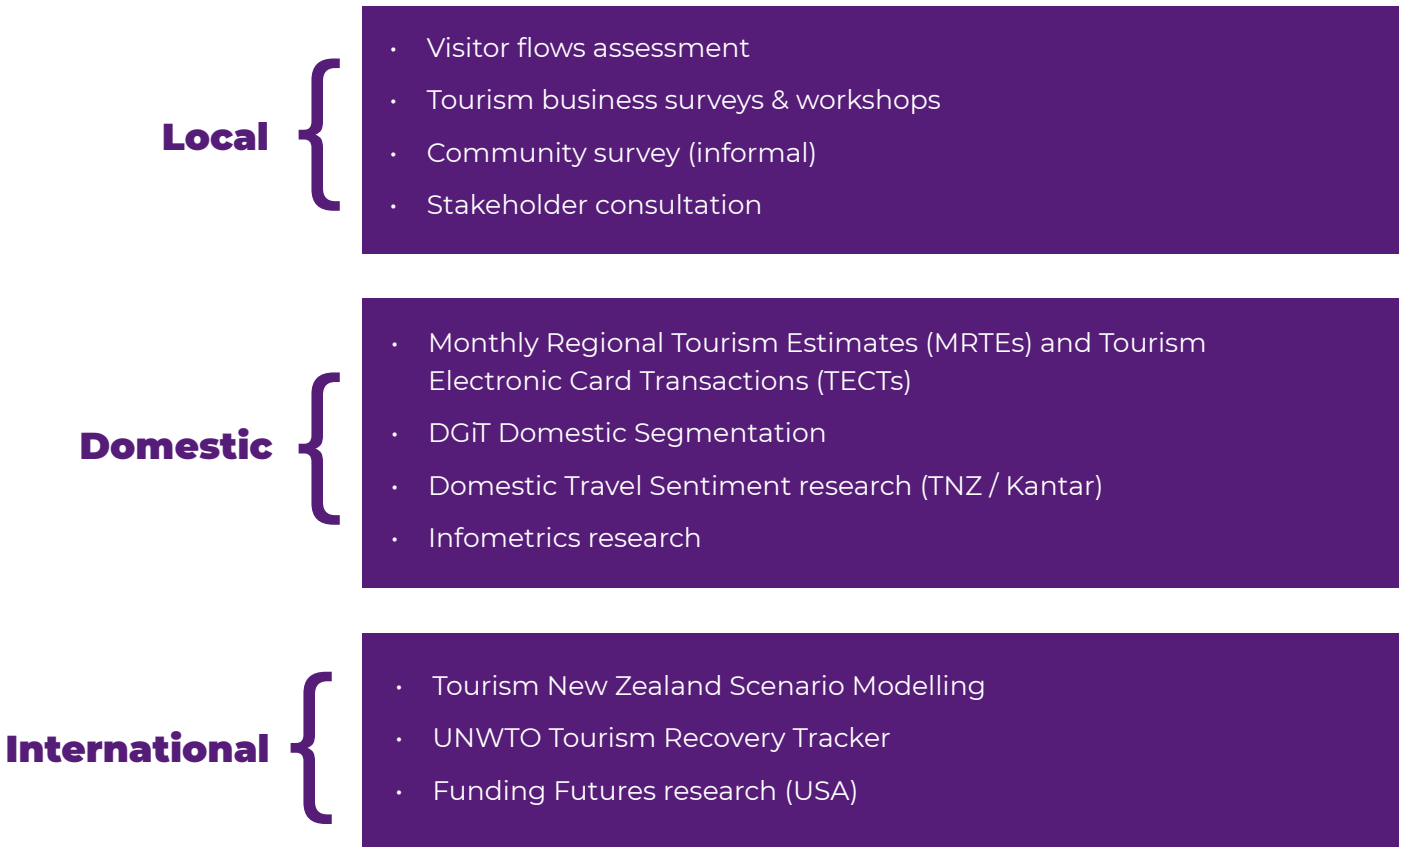 Local
• Visitor flows assessment
• Tourism business surveys & workshops
• Community survey (informal)
• Stakeholder consultation
Domestic
• Monthly Regional Tourism Estimates (MRTEs) and Tourism
Electronic Card Transactions (TECTs)
• DGiT Domestic Segmentation
• Domestic Travel Sentiment research (TNZ / Kantar)
• Infometrics research
International
• Tourism New Zealand Scenario Modelling
• UNWTO Tourism Recovery Tracker
• Funding Futures research (USA)